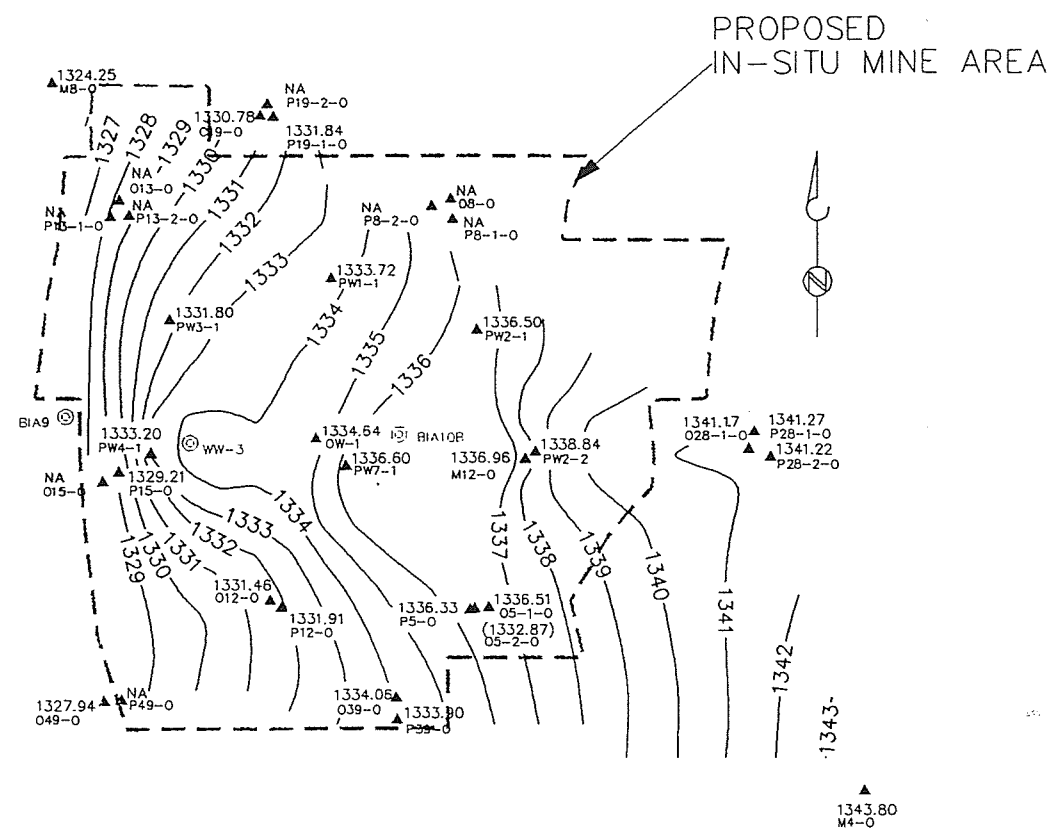 PROPOSED
IN-SITU MINE AREA
1324.25
M8-0
NA
P19-2-0
1330.78
O19-0
1331.84
P19-1-0
1327
1328
1329
1330
1331
1332
1333
NA
O13-0
P13-1-0
NA
P13-2-0
NA
O8-0
P8-2-0
NA
P8-1-0
NA
1333.72
PW1-1
1334
1335
1336
1331.80
PW3-1
1336.50
PW2-1
N
BIA9
1333.20
PW4-1
WW-3
1334.64
OW-1
BIA10B
1336.60
PW7-1
1336.96
M12-0
1338.84
PW2-2
1341.17
O28-1-0
1341.27
P28-1-0
1341.22
P28-2-0
NA
O15-0
1329.21
P15-0
1329
1330
1331
1332
1333
1334
1337
1338
1339
1340
1341
1342
1343
1331.46
O12-0
1331.91
P12-0
1336.33
P5-0
1336.51
O5-1-0
(1332.87)
O5-2-0
1327.94
O49-0
NA
P49-0
1334.06
O39-0
1333.90
P39-0
1343.80
M4-0